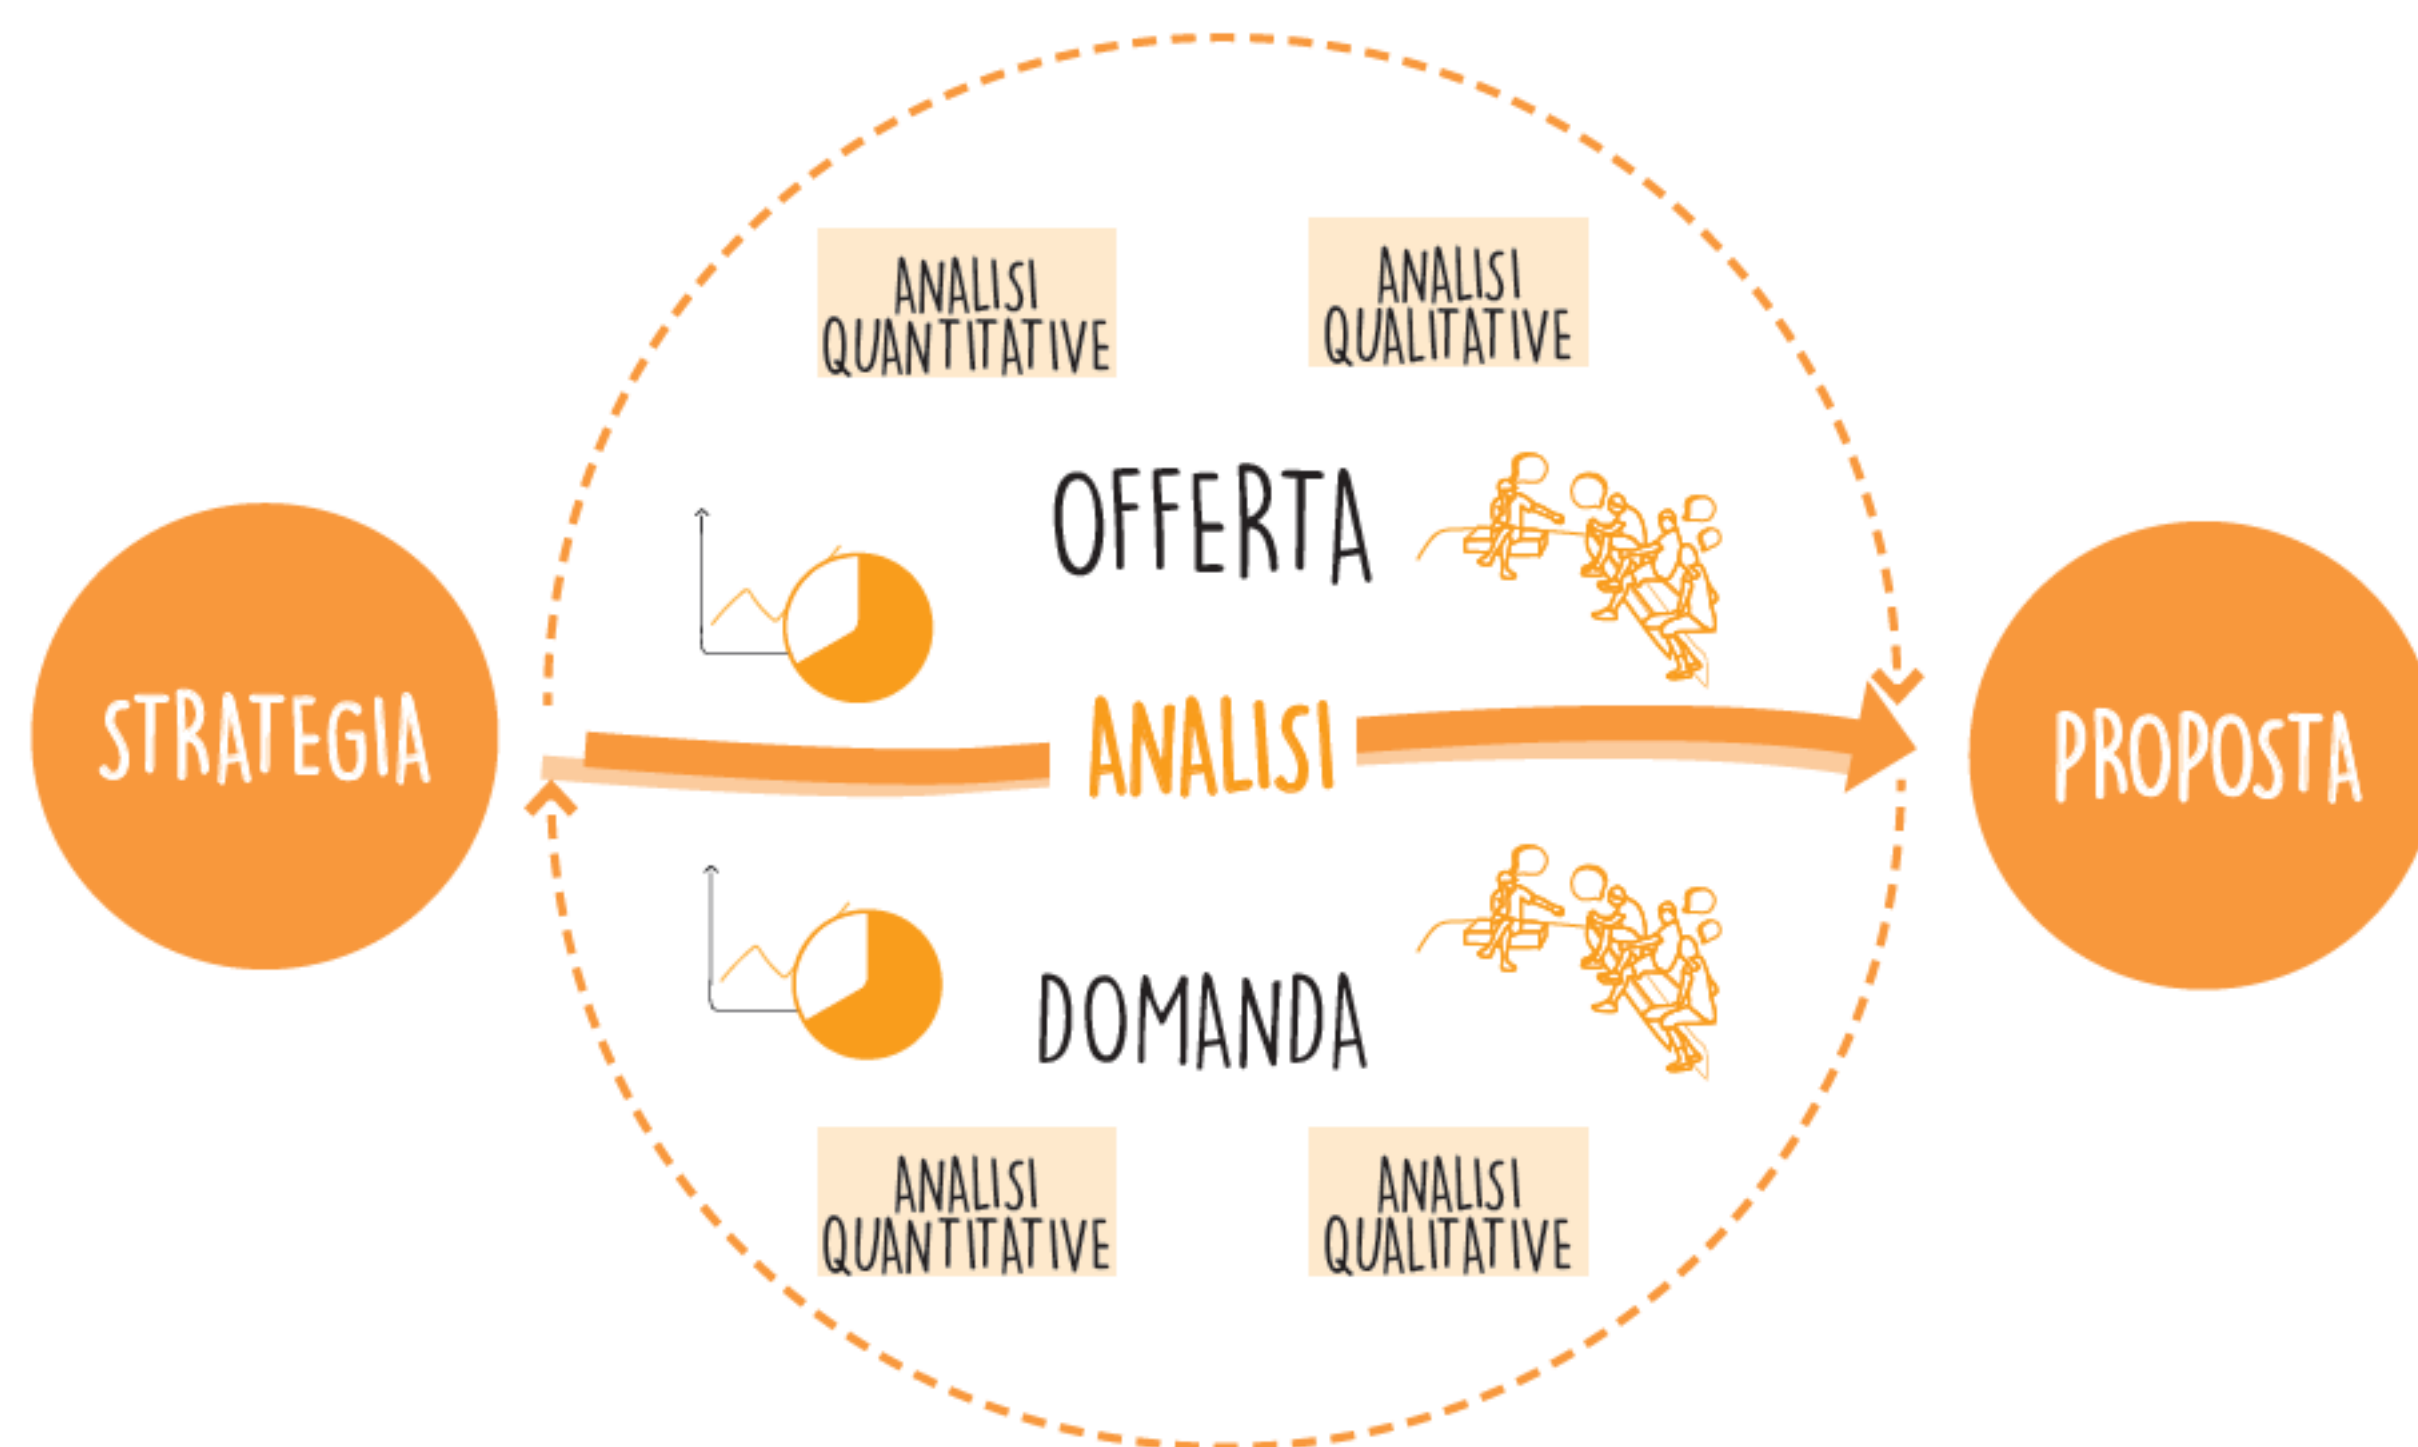 ANALISI
QUANTITATIVE
ANALISI
QUALITATIVE
OFFERTA
STRATEGIA
ANALISI
PROPOSTA
DOMANDA
ANALISI
QUANTITATIVE
ANALISI
QUALITATIVE